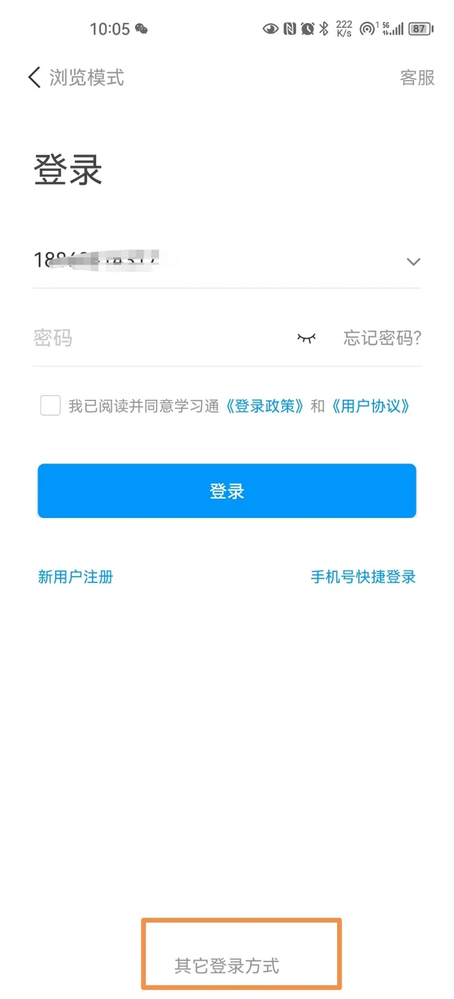 10:05
222 K/s
1 5G
87
浏览模式
客服
登录
密码
忘记密码?
我已阅读并同意学习通《登录政策》和《用户协议》
登录
新用户注册
手机号快捷登录
其它登录方式